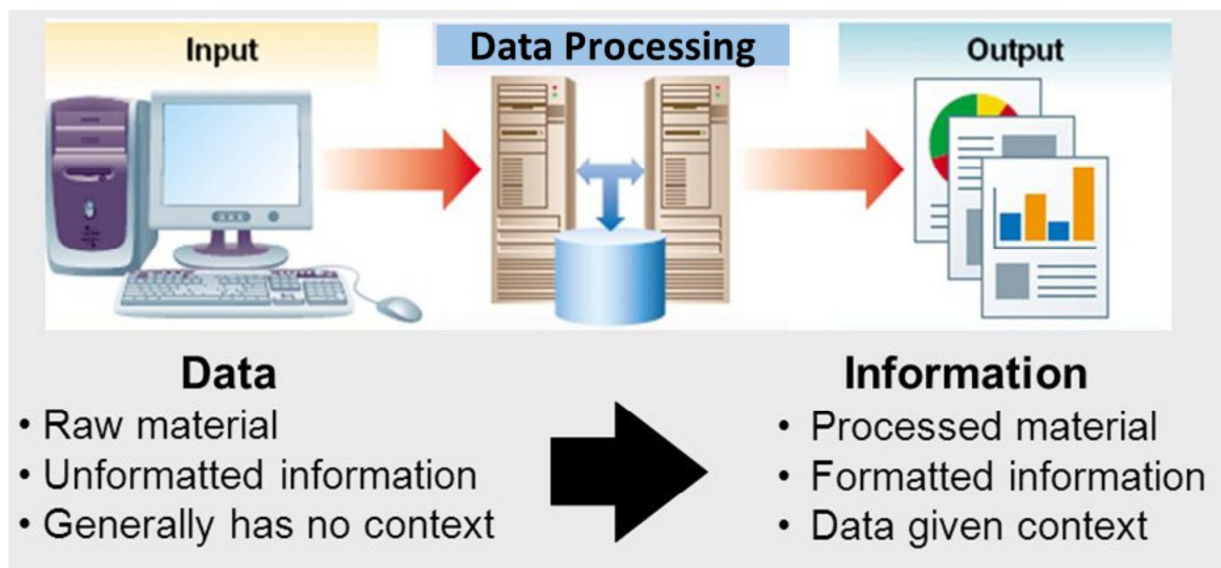 Input
Data Processing
Output
Data
• Raw material
• Unformatted information
• Generally has no context
Information
• Processed material
• Formatted information
• Data given context